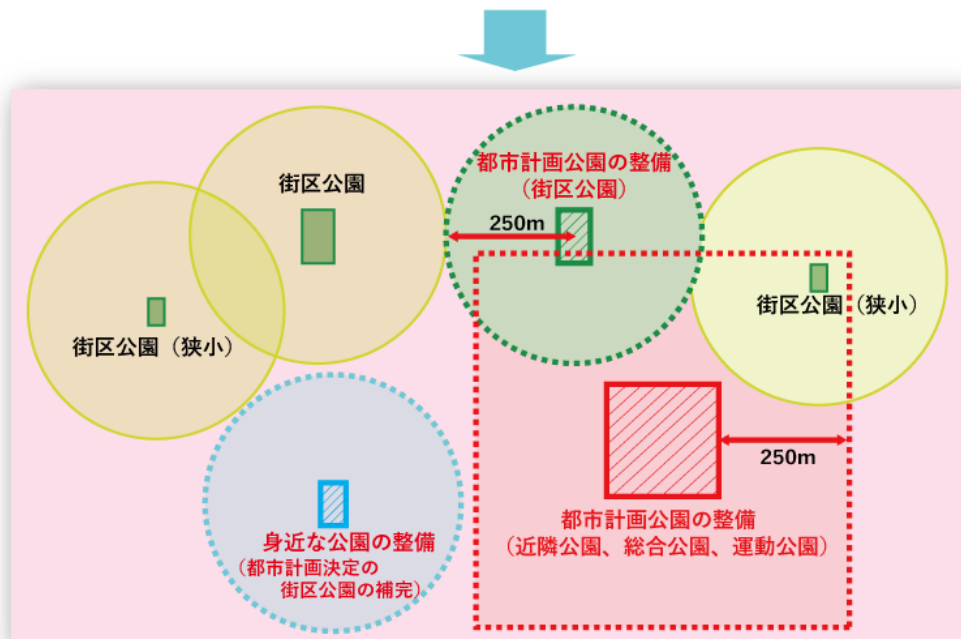 都市計画公園の整備
（街区公園）
街区公園
250m
街区公園（狭小）
街区公園（狭小）
250m
都市計画公園の整備
（近隣公園、総合公園、運動公園）
身近な公園の整備
（都市計画決定の
街区公園の補完）